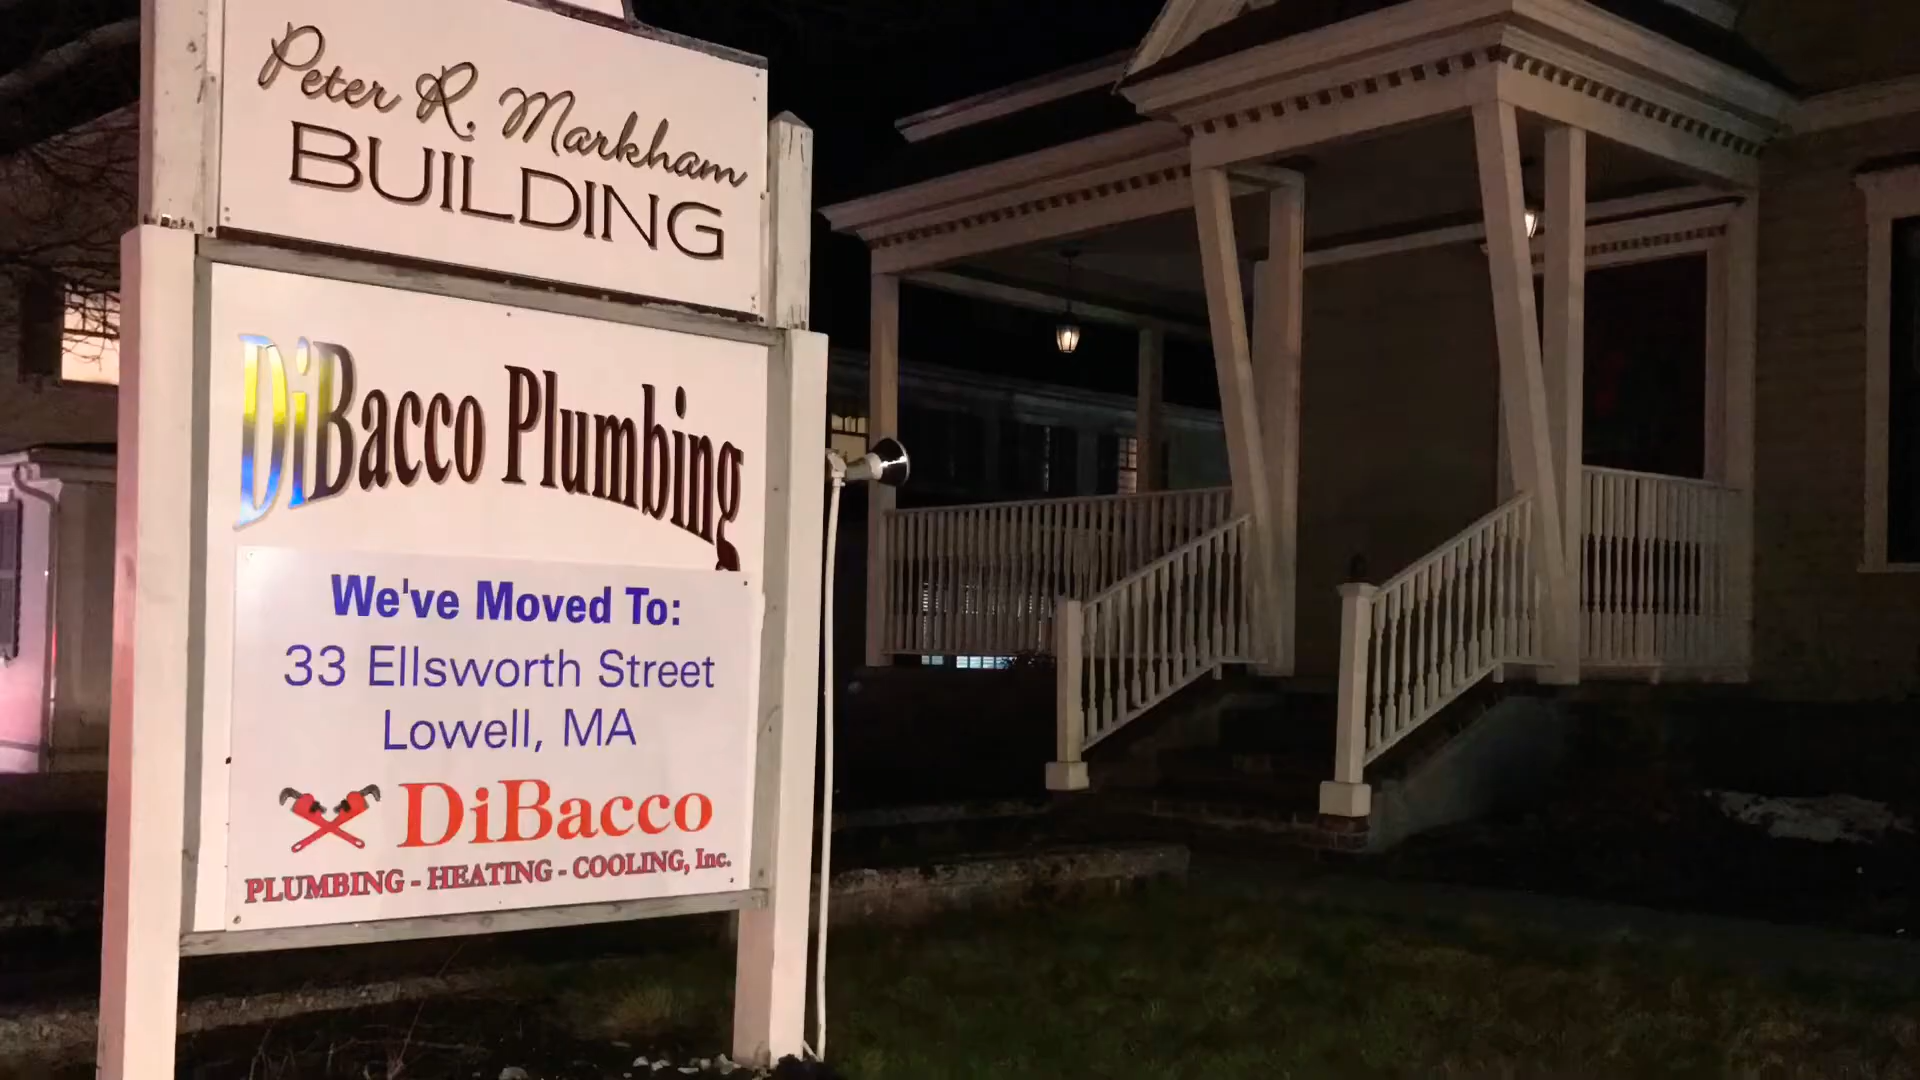 Peter R. Markham
BUILDING
DiBacco Plumbing
We've Moved To:
33 Ellsworth Street
Lowell, MA
DiBacco
PLUMBING - HEATING - COOLING, Inc.